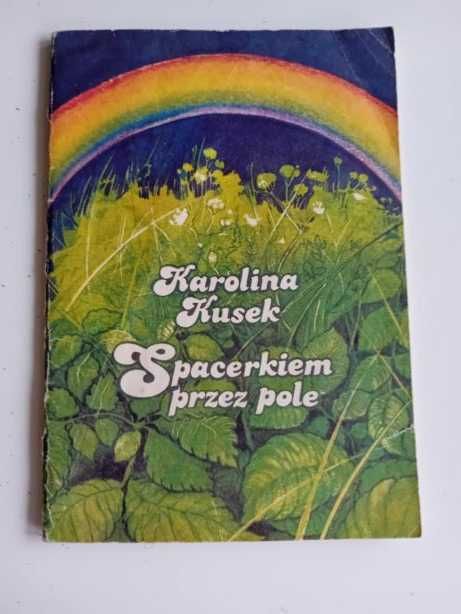 Karolina
Kusek
Spacerkiem
przez pole